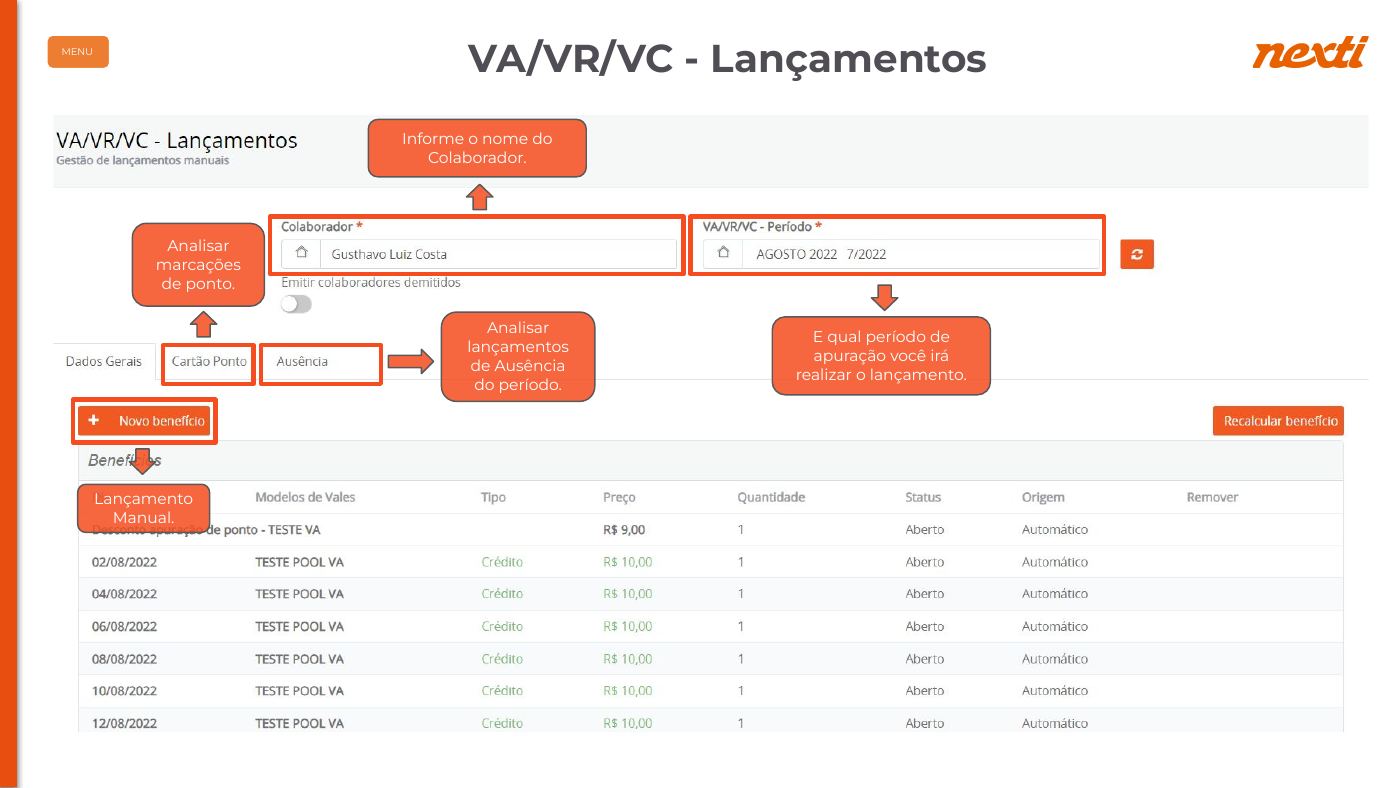 MENU
VA/VR/VC - Lançamentos
nexti
VA/VR/VC - Lançamentos
Gestão de lançamentos manuais
Informe o nome do
Colaborador.
Colaborador *
Gusthavo Luiz Costa
VA/VR/VC - Período *
AGOSTO 2022 7/2022
Emitir colaboradores demitidos
Analisar
marcações
de ponto.
Analisar
lançamentos
de Ausência
do período.
E qual período de
apuração você irá
realizar o lançamento.
Dados Gerais
Cartão Ponto
Ausência
+ Novo benefício
Recalcular benefício
Benefícios
Lançamento
Manual.
Modelos de Vales Tipo Preço Quantidade Status Origem Remover
Desconto apuração de ponto - TESTE VA R$ 9,00 1 Aberto Automático
02/08/2022 TESTE POOL VA Crédito R$ 10,00 1 Aberto Automático
04/08/2022 TESTE POOL VA Crédito R$ 10,00 1 Aberto Automático
06/08/2022 TESTE POOL VA Crédito R$ 10,00 1 Aberto Automático
08/08/2022 TESTE POOL VA Crédito R$ 10,00 1 Aberto Automático
10/08/2022 TESTE POOL VA Crédito R$ 10,00 1 Aberto Automático
12/08/2022 TESTE POOL VA Crédito R$ 10,00 1 Aberto Automático